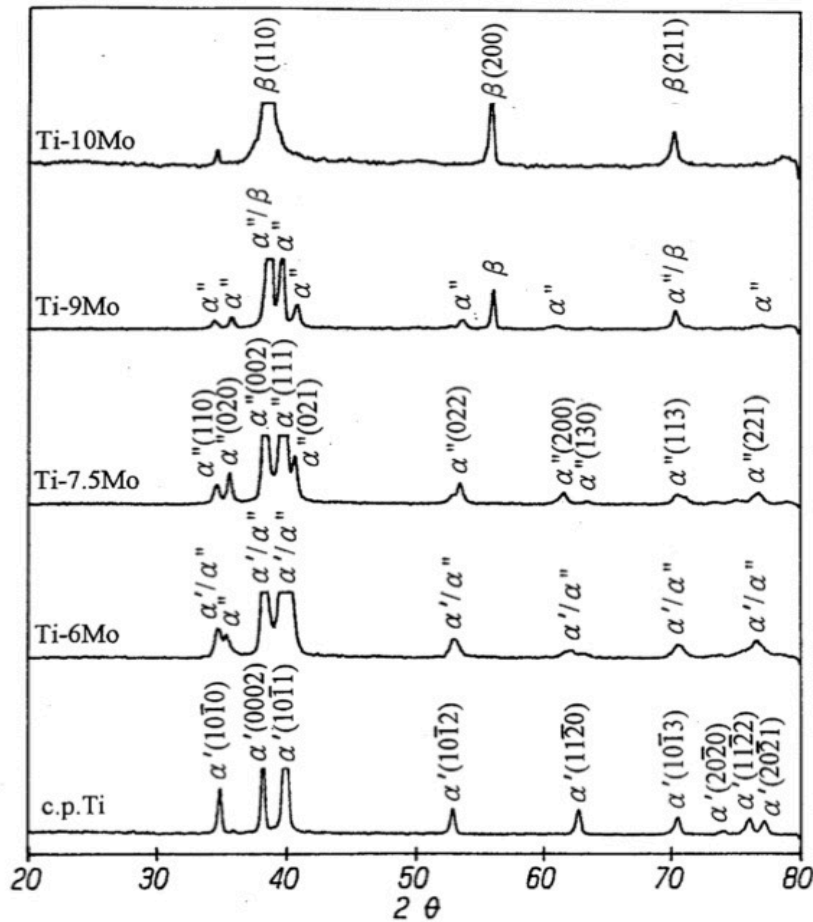 β(110)
β(200)
β(211)
Ti-10Mo
α"
α"
α"/β
α"
α"
α"
β
α"
α"/β
α"
Ti-9Mo
α"(110)
α"(020)
α"(002)
α"(111)
α"(021)
α"(022)
α"(200)
α"(130)
α"(113)
α"(221)
Ti-7.5Mo
α'/α"
α"
α'/α"
α'/α"
α'/α"
α'/α"
α'/α"
α'/α"
Ti-6Mo
α'(101̅0)
α'(0002)
α'(101̅1)
α'(101̅2)
α'(112̅0)
α'(101̅3)
α'(202̅0)
α'(112̅2)
α'(202̅1)
c.p.Ti
20 30 40 50 60 70 80
2 θ